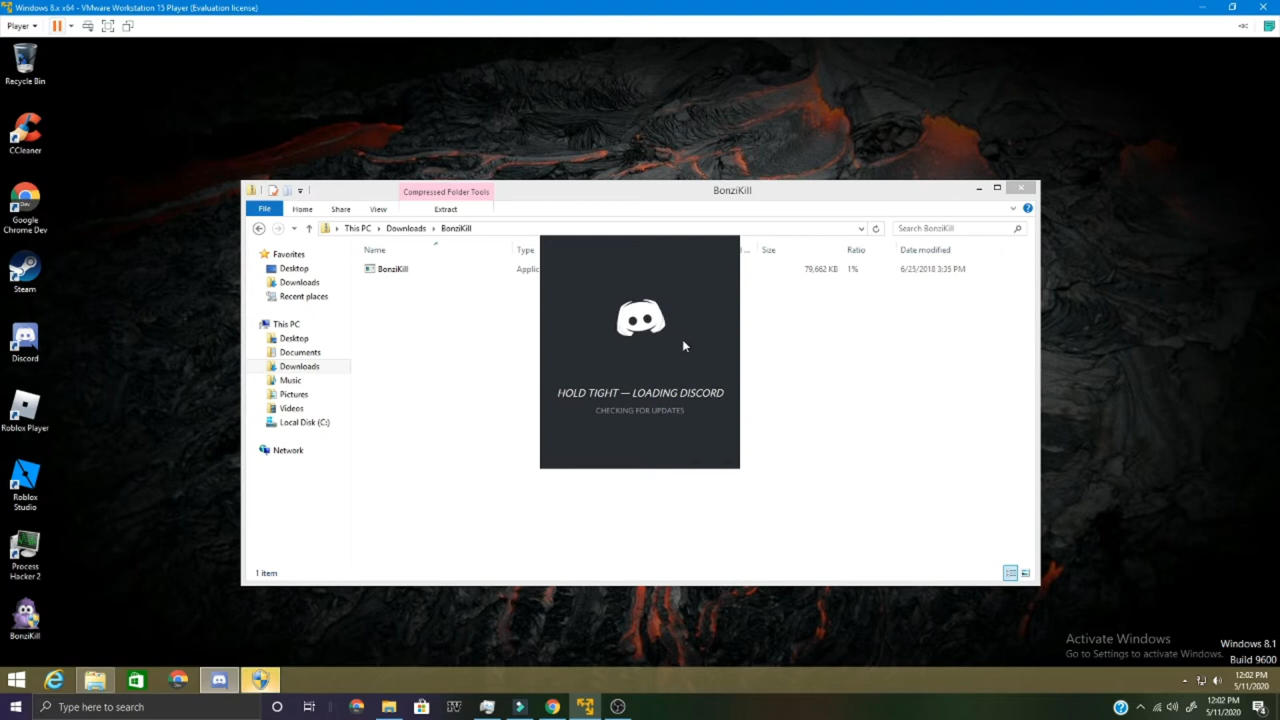 Windows 8.x x64 - VMware Workstation 15 Player (Evaluation license)
Player
Recycle Bin
CCleaner
Google
Chrome Dev
Steam
Discord
Roblox Player
Roblox
Studio
Process
Hacker 2
BonziKill
Compressed Folder Tools
BonziKill
File Home Share View Extract
This PC Downloads BonziKill
Search BonziKill
Name Type ... Size Ratio Date modified
BonziKill Applic 79,662 KB 1% 6/25/2018 3:35 PM
Favorites
Desktop
Downloads
Recent places
This PC
Desktop
Documents
Downloads
Music
Pictures
Videos
Local Disk (C:)
Network
HOLD TIGHT — LOADING DISCORD
CHECKING FOR UPDATES
1 item
Activate Windows
Go to Settings to activate Windows.
Windows 8.1
Build 9600
12:02 PM
5/11/2020
Type here to search
12:02 PM
5/11/2020
4